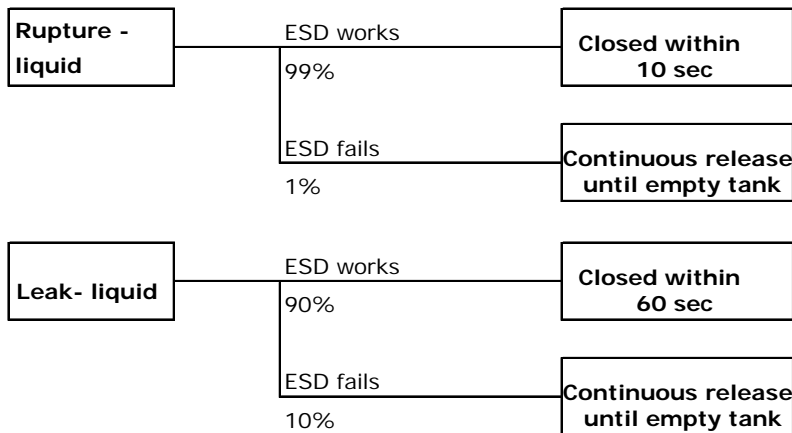 Rupture -
liquid
ESD works
99%
Closed within
10 sec
ESD fails
1%
Continuous release
until empty tank
Leak- liquid
ESD works
90%
Closed within
60 sec
ESD fails
10%
Continuous release
until empty tank